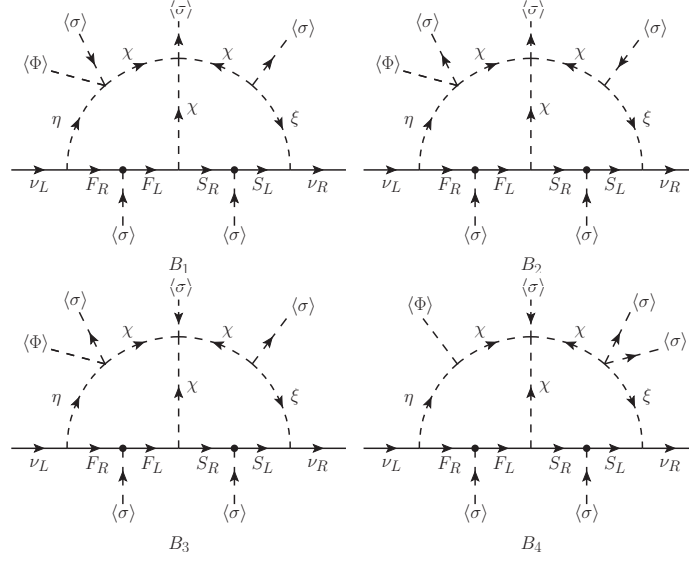 ⟨σ⟩ ⟨σ⟩
⟨σ⟩ ⟨σ⟩ ⟨σ⟩ ⟨σ⟩
⟨Φ⟩ χ χ ⟨Φ⟩ χ χ
η χ ξ η χ ξ
ν_L F_R F_L S_R S_L ν_R ν_L F_R F_L S_R S_L ν_R
⟨σ⟩ ⟨σ⟩ ⟨σ⟩ ⟨σ⟩
B_1 B_2
⟨σ⟩ ⟨σ⟩
⟨σ⟩ ⟨σ⟩ ⟨Φ⟩ ⟨σ⟩
⟨Φ⟩ χ χ χ χ ⟨σ⟩
η χ ξ η χ ξ
ν_L F_R F_L S_R S_L ν_R ν_L F_R F_L S_R S_L ν_R
⟨σ⟩ ⟨σ⟩ ⟨σ⟩ ⟨σ⟩
B_3 B_4